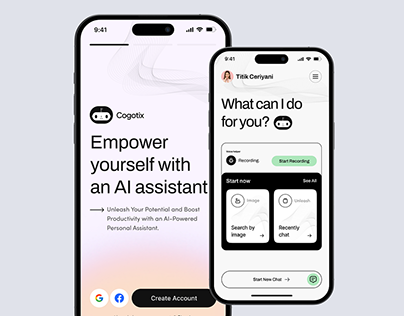 9:41
Cogotix
Empower
yourself with
an AI assistant
Unleash Your Potential and Boost
Productivity with an AI-Powered
Personal Assistant.
Create Account
9:41
Titik Ceriyani
What can I do
for you?
Recording
Start Recording
Start now
See All
Image
Unleash
Search by
image
Recently
chat
Start New Chat